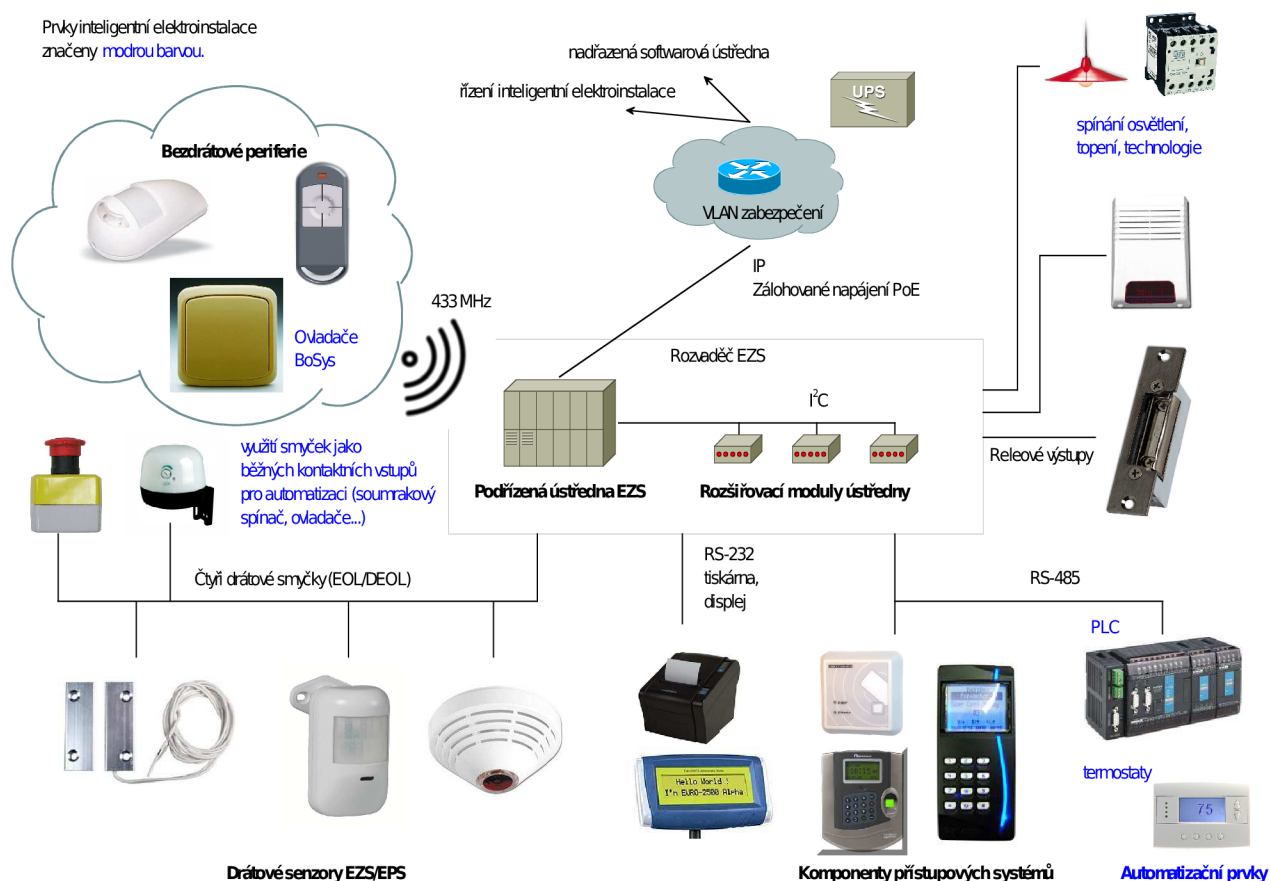 Prvky inteligentní elektroinstalace
značeny modrou barvou.
nadřazená softwarová ústředna
řízení inteligentní elektroinstalace
UPS
spínání osvětlení,
topení, technologie
Bezdrátové periferie
VLAN zabezpečení
IP
Zálohované napájení PoE
433 MHz
Ovladače
BoSys
Rozvaděč EZS
I²C
Releové výstupy
Podřízená ústředna EZS
Rozšiřovací moduly ústředny
využití smyček jako
běžných kontaktních vstupů
pro automatizaci (soumrakový
spínač, ovladače...)
Čtyři drátové smyčky (EOL/DEOL)
RS-232
tiskárna,
displej
RS-485
PLC
termostaty
Hello World !
I'm EURO-2500 Alpha
75
Drátové senzory EZS/EPS
Komponenty přístupových systémů
Automatizační prvky